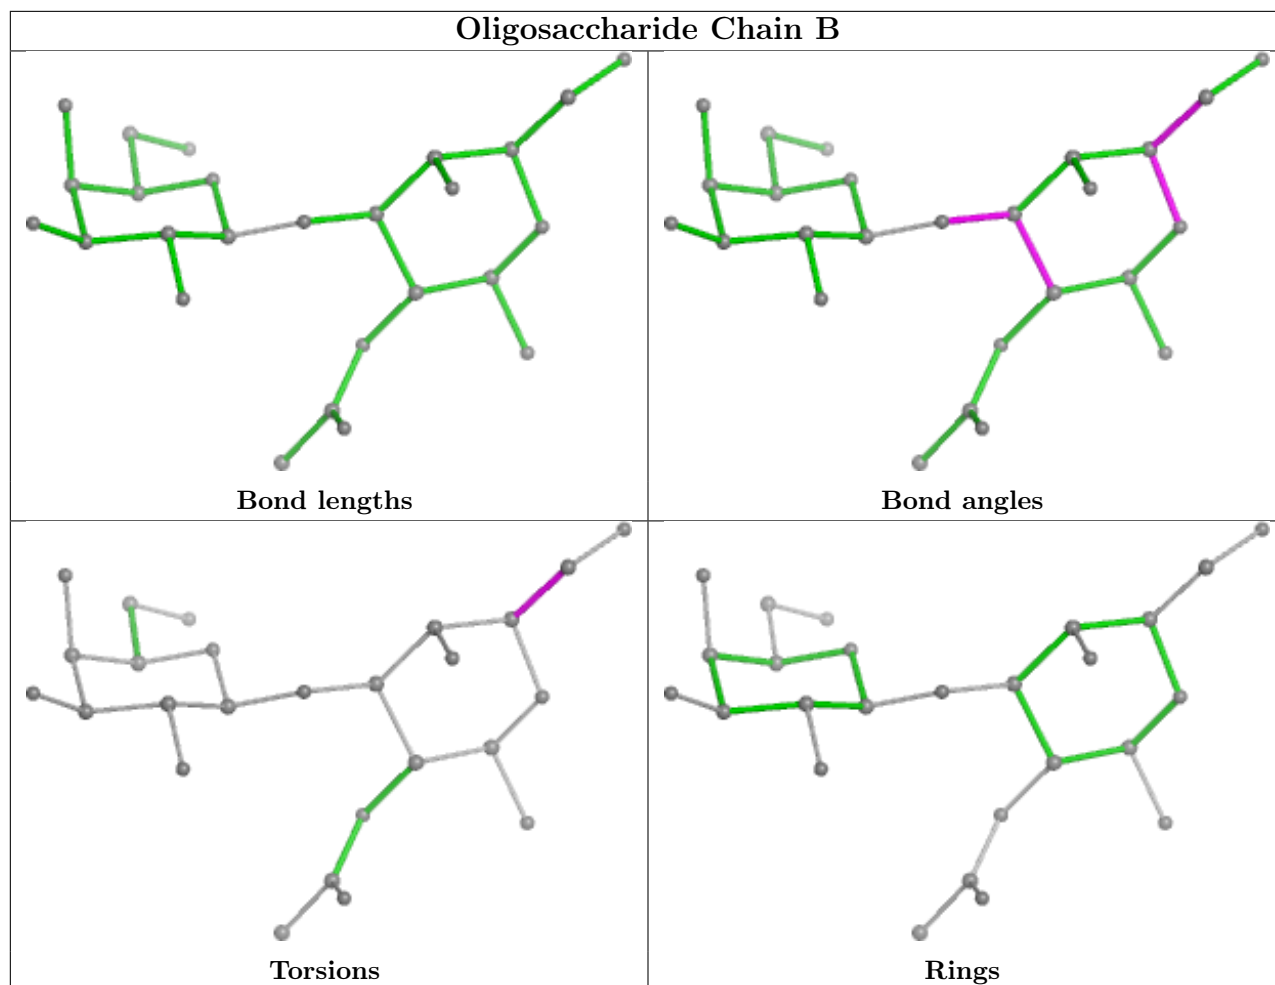 Oligosaccharide Chain B
Bond lengths
Bond angles
Torsions
Rings